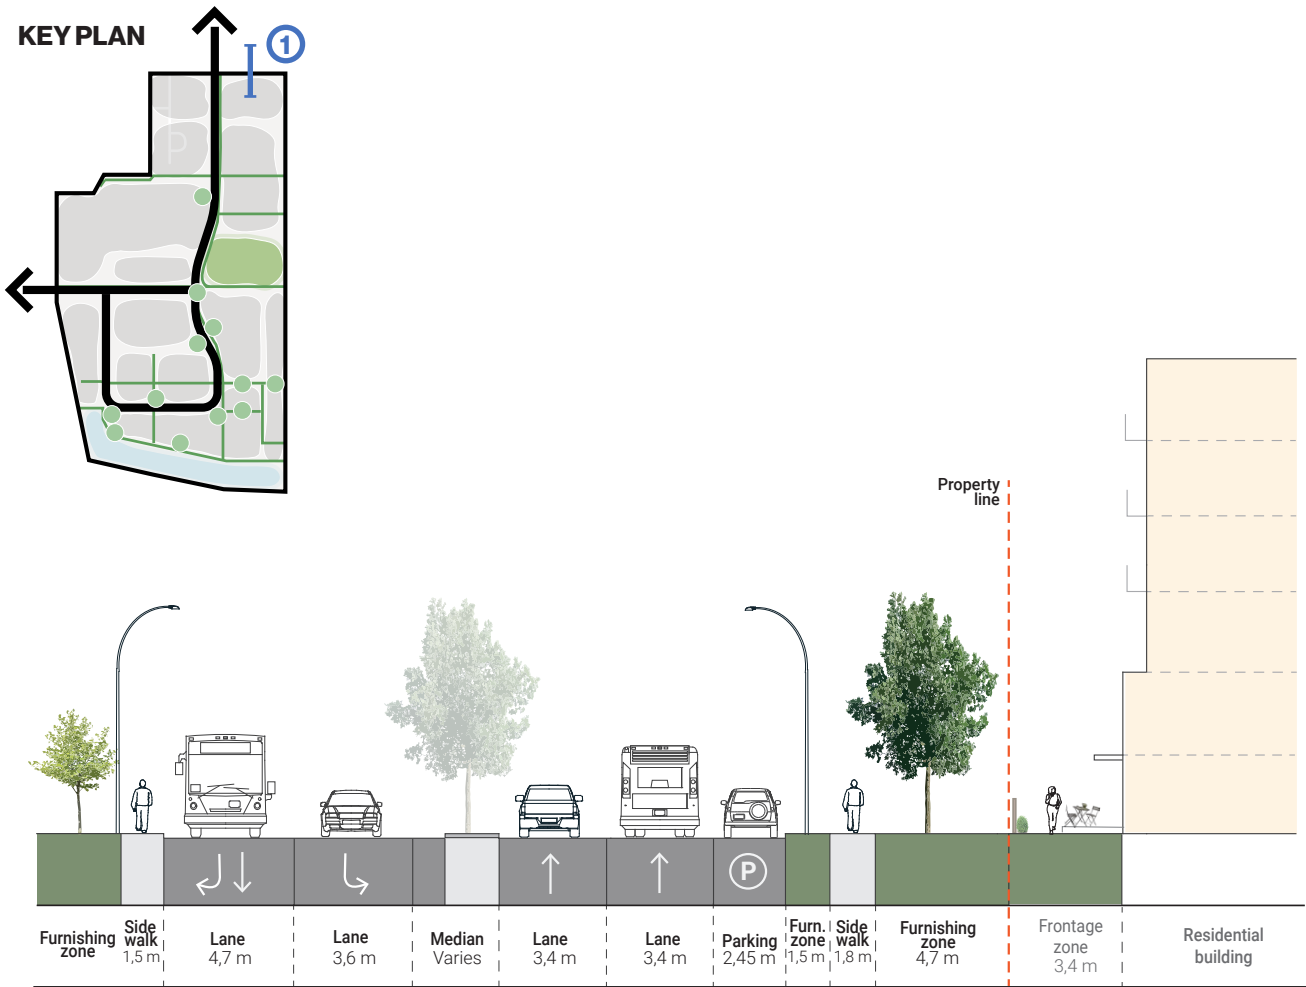 KEY PLAN
1
P
Property
line
P
Furnishing
zone
Side
walk
1,5 m
Lane
4,7 m
Lane
3,6 m
Median
Varies
Lane
3,4 m
Lane
3,4 m
Parking
2,45 m
Furn.
zone
1,5 m
Side
walk
1,8 m
Furnishing
zone
4,7 m
Frontage
zone
3,4 m
Residential
building